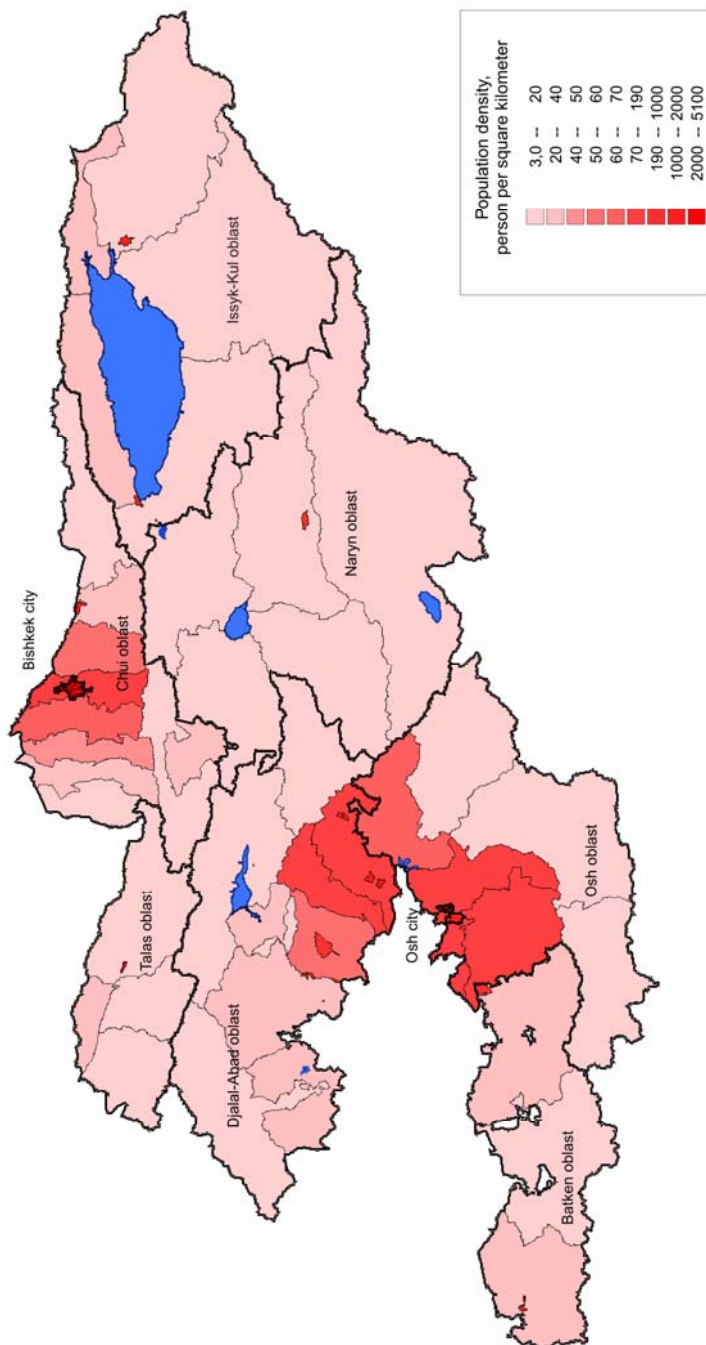 Bishkek city
Chui oblast
Issyk-Kul oblast
Talas oblast
Naryn oblast
Djalal-Abad oblast
Osh city
Osh oblast
Batken oblast
Population density,
person per square kilometer
3,0 -- 20
20 -- 40
40 -- 50
50 -- 60
60 -- 70
70 -- 190
190 -- 1000
1000 -- 2000
2000 -- 5100